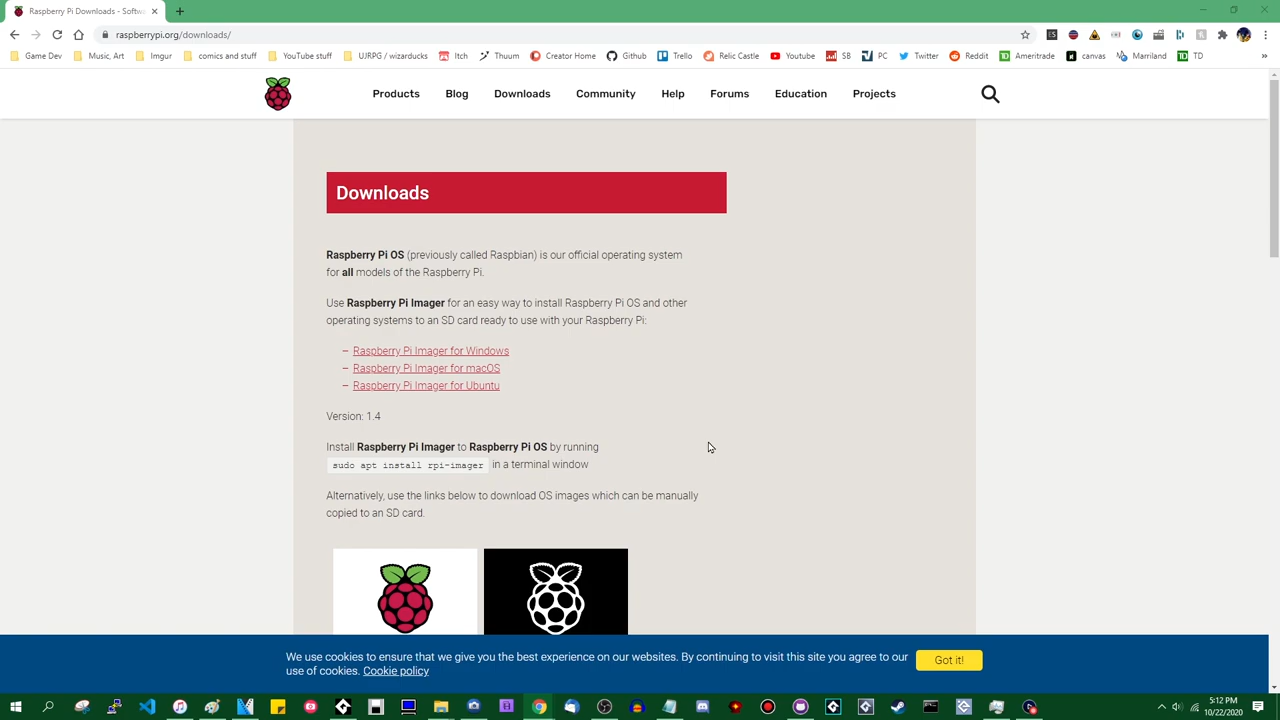 Raspberry Pi Downloads - Softw
raspberrypi.org/downloads/
Game Dev Music, Art Imgur comics and stuff YouTube stuff UJRPG / wizarducks Itch Thuum Creator Home Github Trello Relic Castle Youtube SB PC Twitter Reddit Ameritrade canvas Marriland TD »
Products Blog Downloads Community Help Forums Education Projects
Downloads
Raspberry Pi OS (previously called Raspbian) is our official operating system
for all models of the Raspberry Pi.
Use Raspberry Pi Imager for an easy way to install Raspberry Pi OS and other
operating systems to an SD card ready to use with your Raspberry Pi:
– Raspberry Pi Imager for Windows
– Raspberry Pi Imager for macOS
– Raspberry Pi Imager for Ubuntu
Version: 1.4
Install Raspberry Pi Imager to Raspberry Pi OS by running
sudo apt install rpi-imager in a terminal window
Alternatively, use the links below to download OS images which can be manually
copied to an SD card.
We use cookies to ensure that we give you the best experience on our websites. By continuing to visit this site you agree to our
use of cookies. Cookie policy
Got it!
5:12 PM
10/22/2020